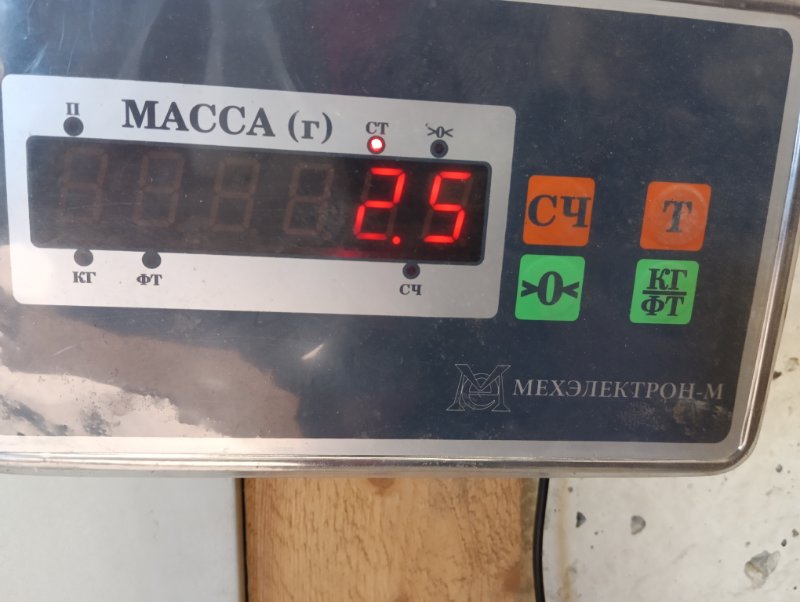 П
МАССА (г)
СТ
>0<
2.5
КГ
ФТ
СЧ
СЧ
Т
>0<
КГ
ФТ
МЕХЭЛЕКТРОН-М